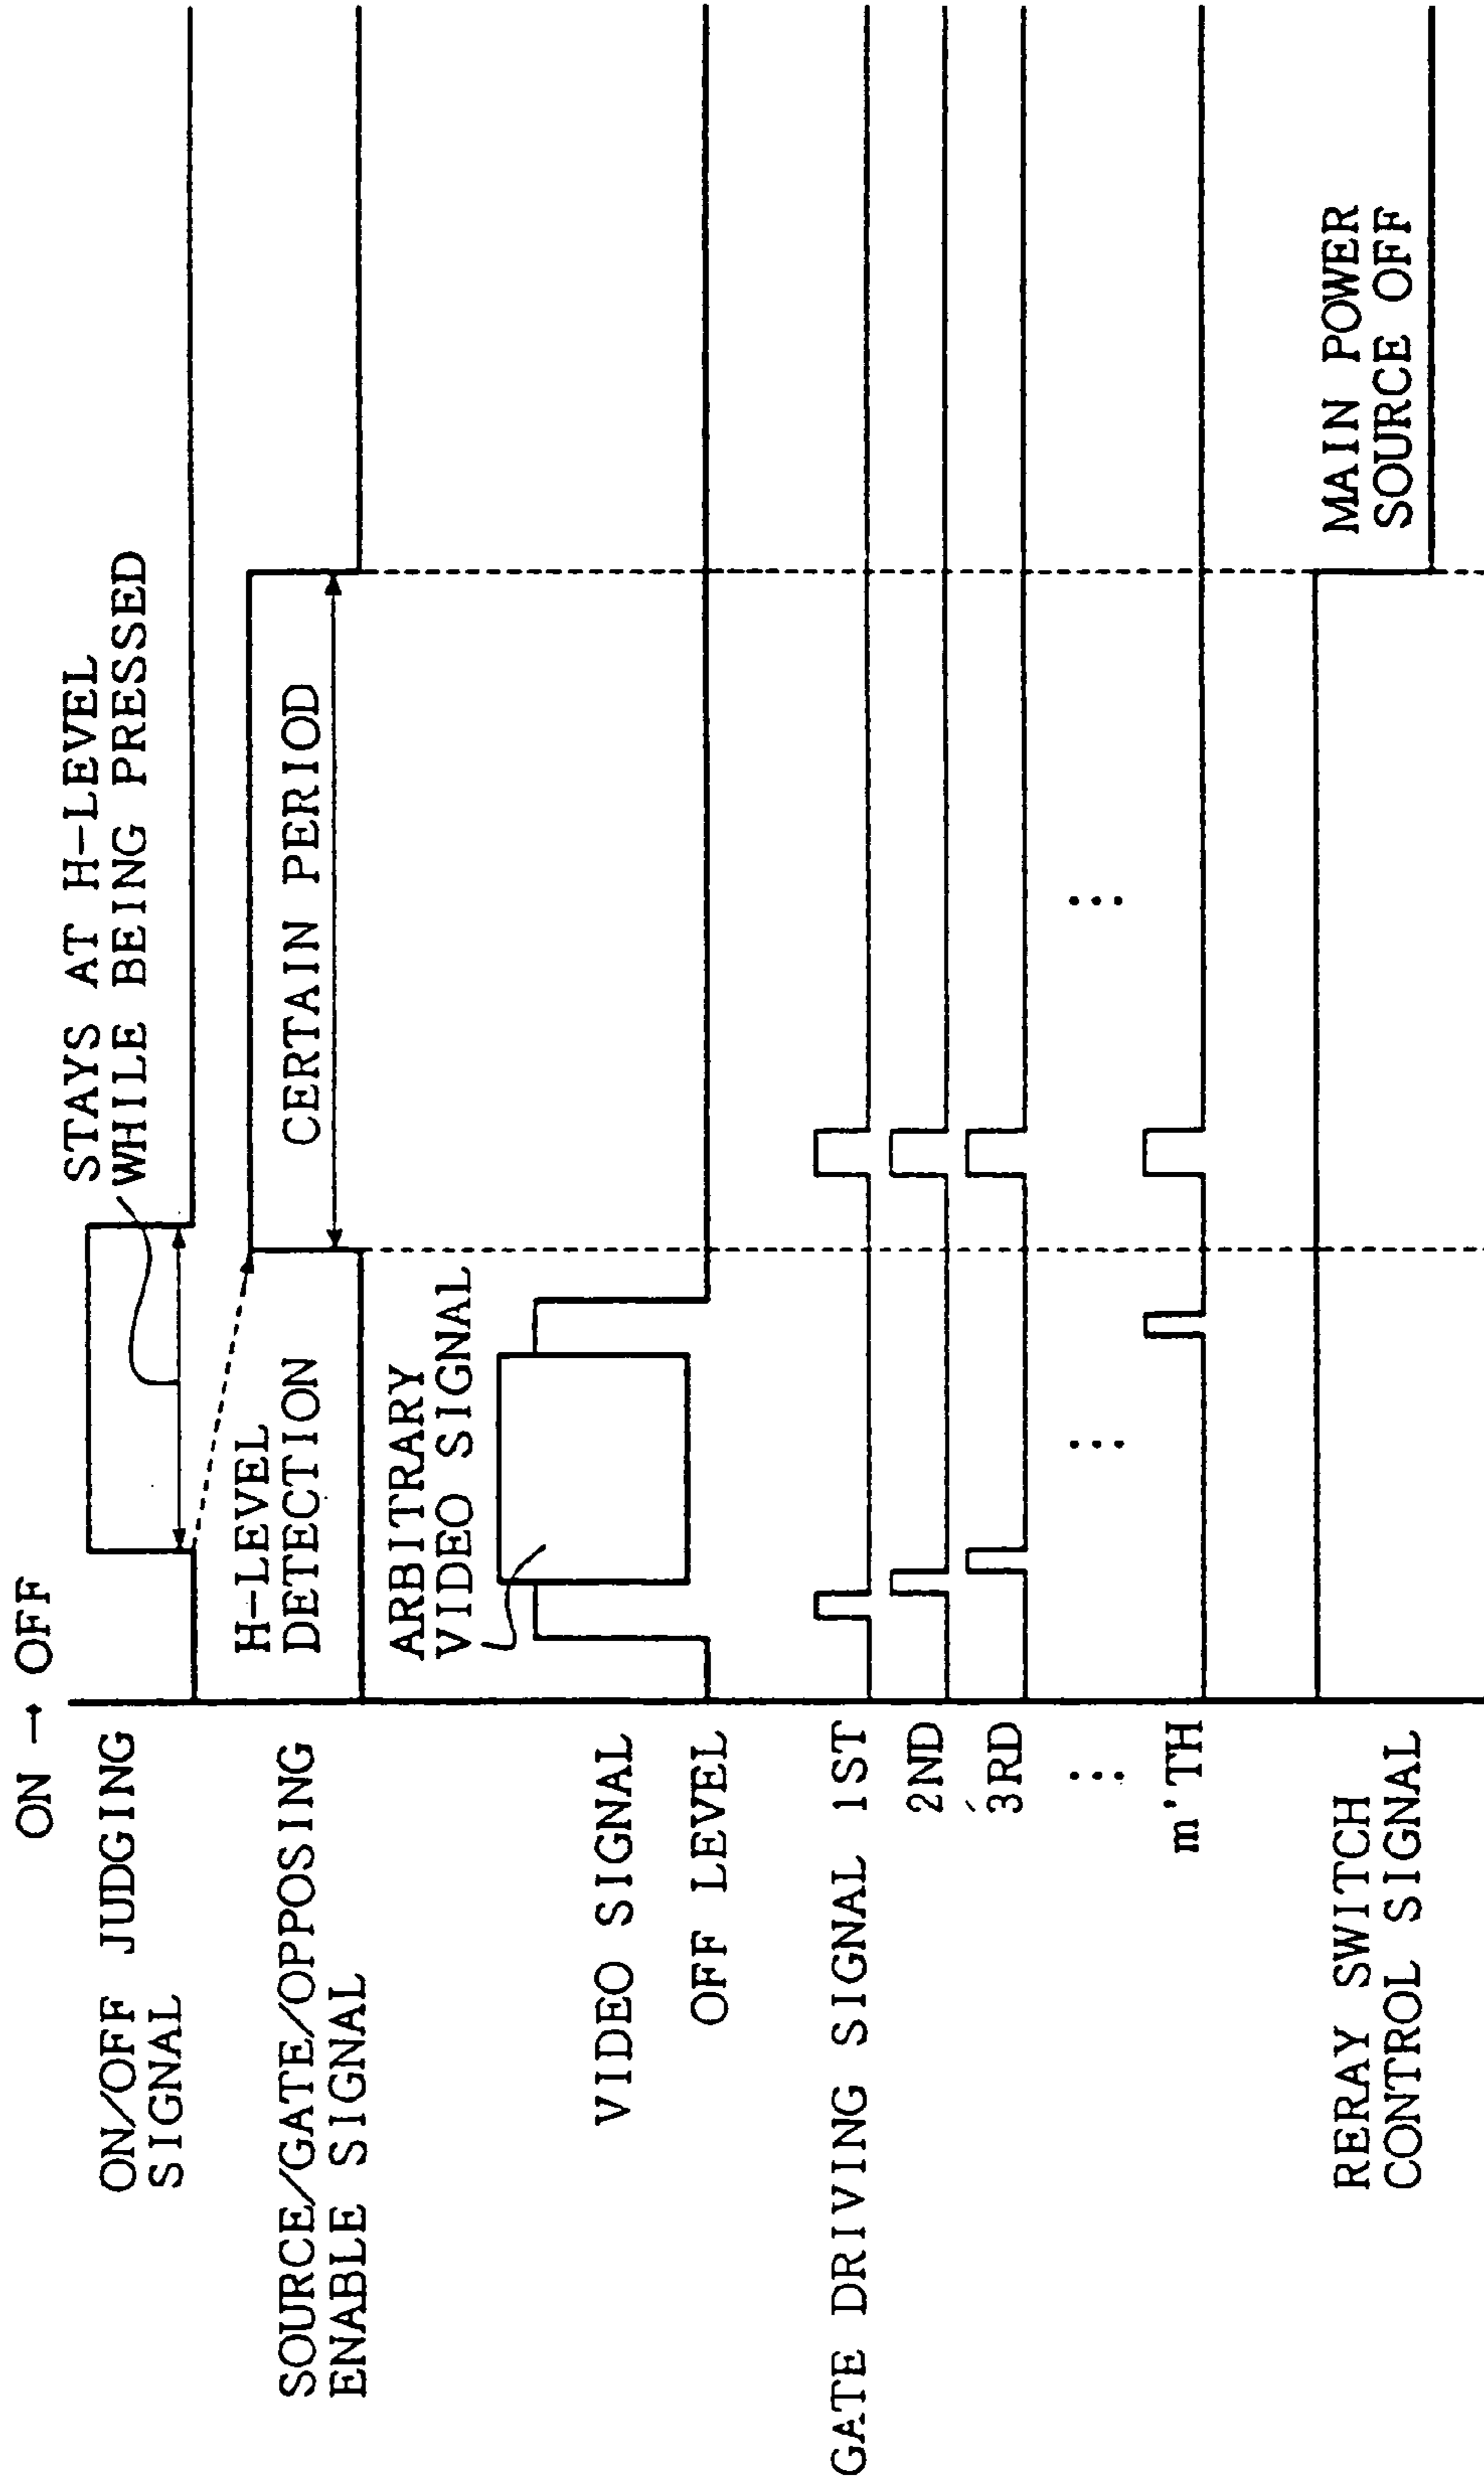 ON → OFF
ON/OFF JUDGING
SIGNAL
STAYS AT H-LEVEL
WHILE BEING PRESSED
SOURCE/GATE/OPPOSING
ENABLE SIGNAL
H-LEVEL
DETECTION
CERTAIN PERIOD
ARBITRARY
VIDEO SIGNAL
VIDEO SIGNAL
OFF LEVEL
GATE DRIVING SIGNAL 1ST
2ND
3RD
m'TH
RERAY SWITCH
CONTROL SIGNAL
MAIN POWER
SOURCE OFF